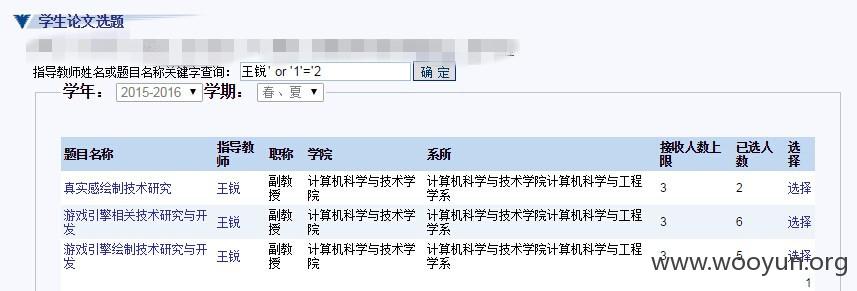 学生论文选题
指导教师姓名或题目名称关键字查询： 王锐' or '1'='2 确 定
学年： 2015-2016 学期： 春、夏
题目名称 指导教师 职称 学院 系所 接收人数上限 已选人数 选择
真实感绘制技术研究 王锐 副教授 计算机科学与技术学院 计算机科学与技术学院计算机科学与工程学系 3 2 选择
游戏引擎相关技术研究与开发 王锐 副教授 计算机科学与技术学院 计算机科学与技术学院计算机科学与工程学系 3 6 选择
游戏引擎绘制技术研究与开发 王锐 副教授 计算机科学与技术学院 计算机科学与技术学院计算机科学与工程学系 3 5 选择
www.wooyun.org
1